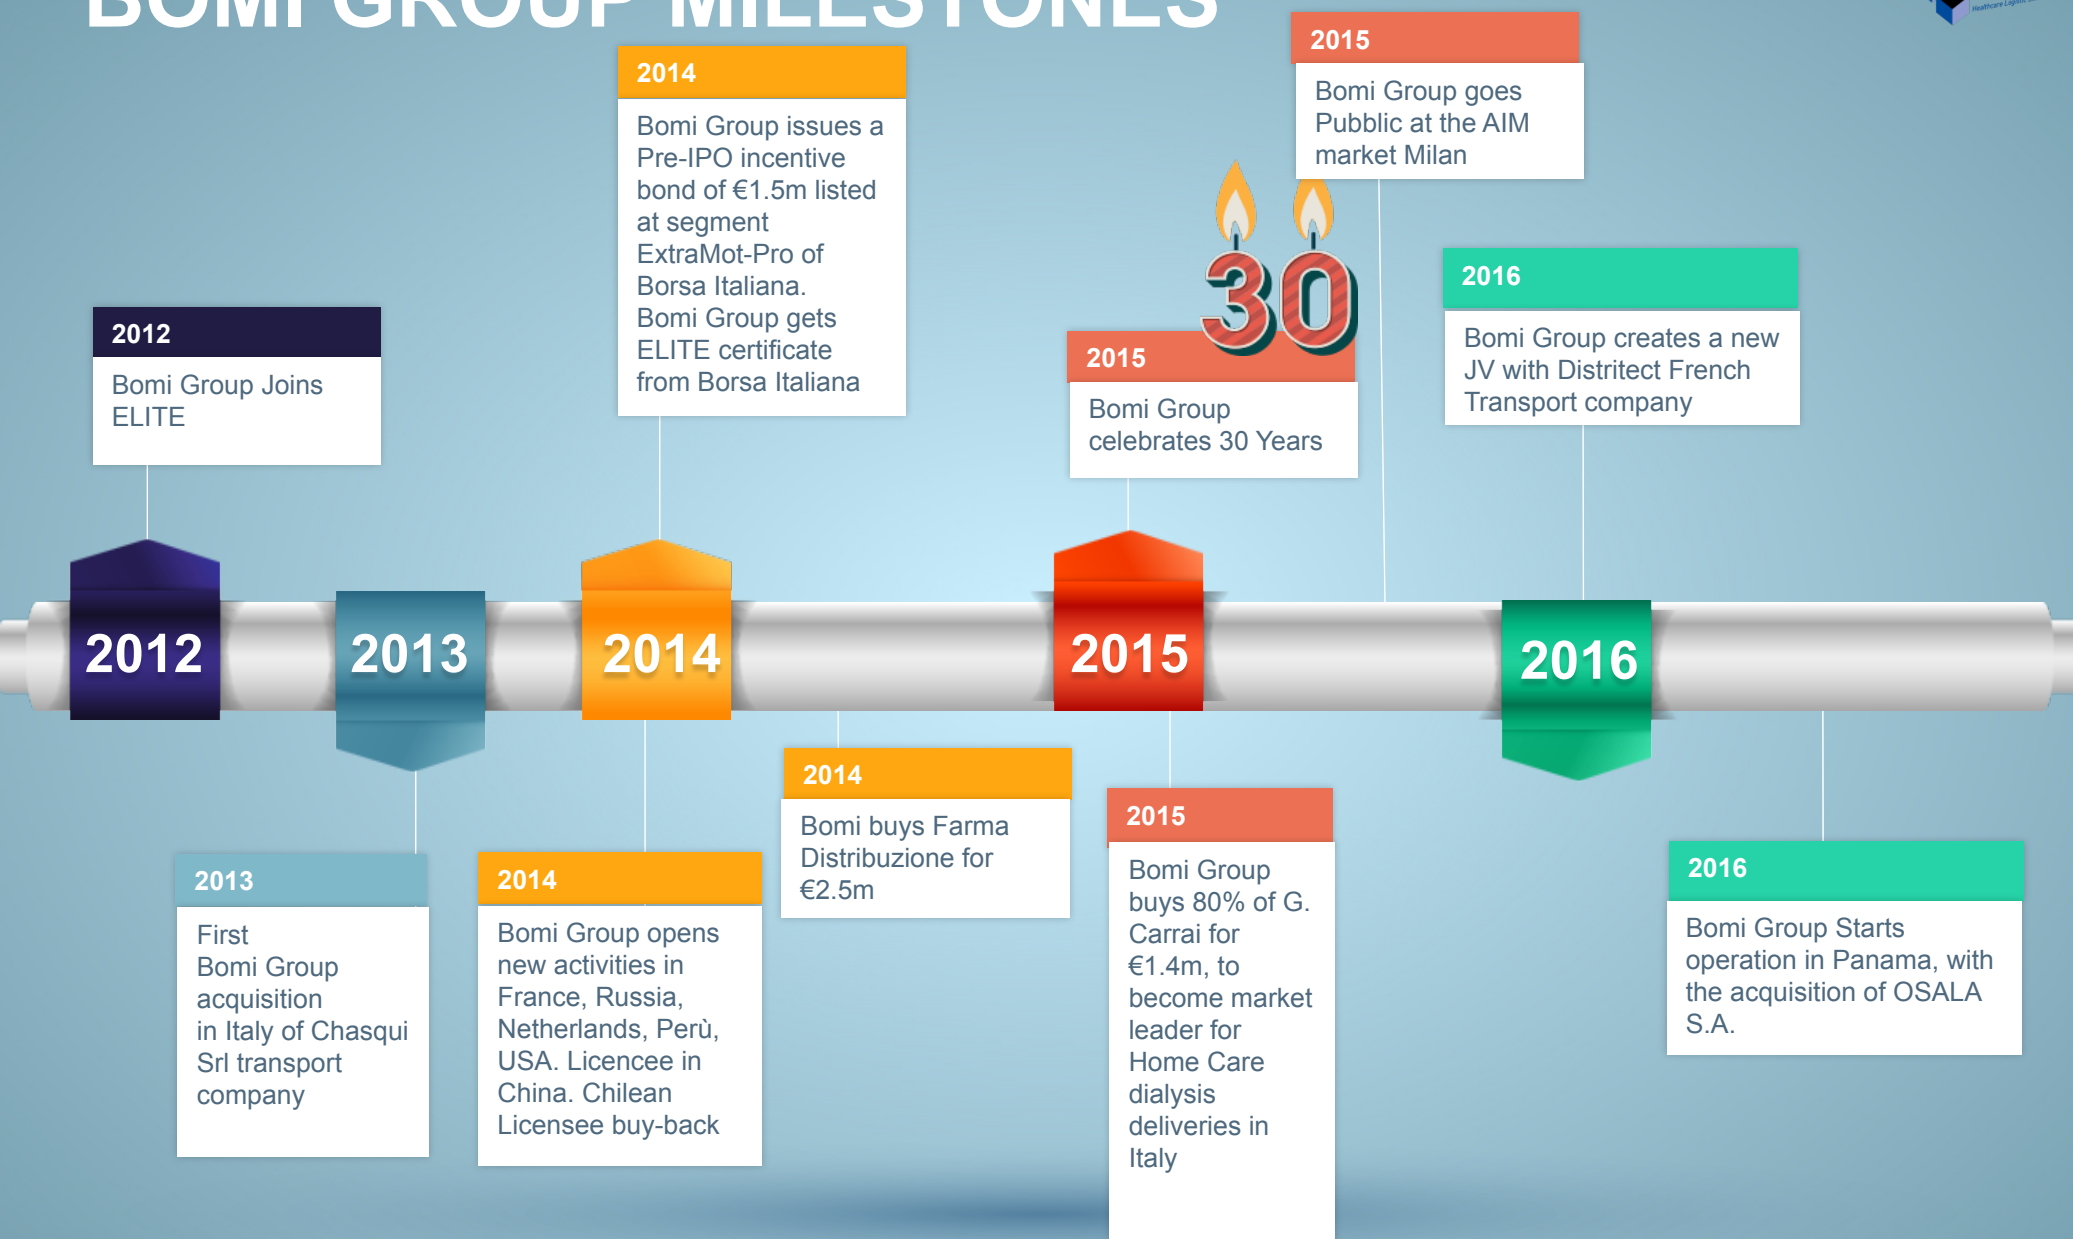 BOMI GROUP MILESTONES
Healthcare Logistic
2015
Bomi Group goes
Pubblic at the AIM
market Milan
2014
Bomi Group issues a
Pre-IPO incentive
bond of €1.5m listed
at segment
ExtraMot-Pro of
Borsa Italiana.
Bomi Group gets
ELITE certificate
from Borsa Italiana
30
2016
Bomi Group creates a new
JV with Distritect French
Transport company
2012
Bomi Group Joins
ELITE
2015
Bomi Group
celebrates 30 Years
2012
2013
2014
2015
2016
2014
Bomi buys Farma
Distribuzione for
€2.5m
2015
Bomi Group
buys 80% of G.
Carrai for
€1.4m, to
become market
leader for
Home Care
dialysis
deliveries in
Italy
2013
First
Bomi Group
acquisition
in Italy of Chasqui
Srl transport
company
2014
Bomi Group opens
new activities in
France, Russia,
Netherlands, Perù,
USA. Licencee in
China. Chilean
Licensee buy-back
2016
Bomi Group Starts
operation in Panama, with
the acquisition of OSALA
S.A.